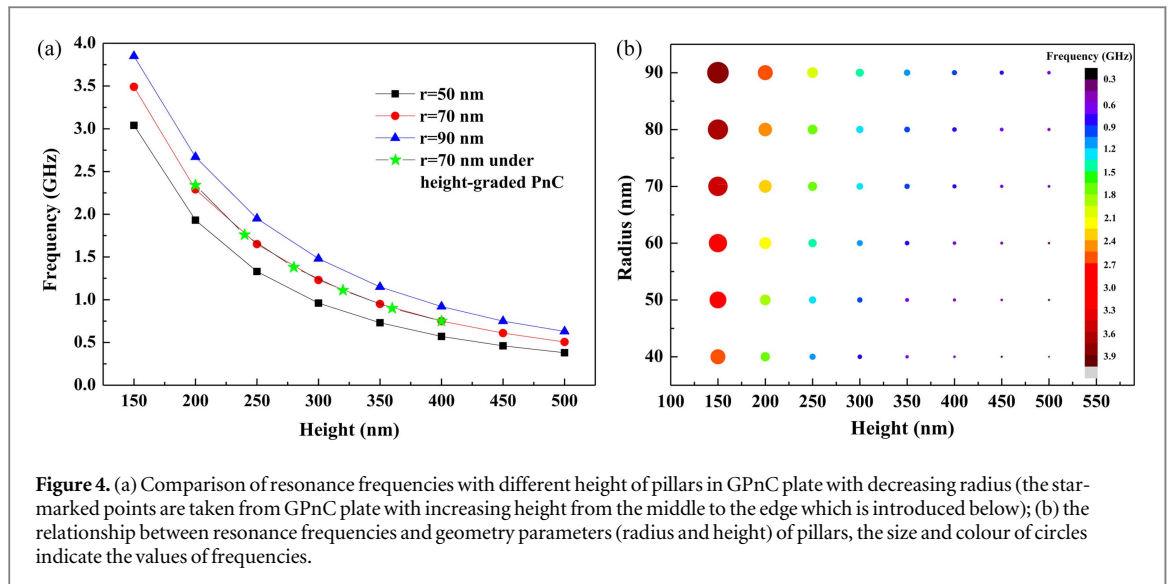 (a)
4.0
3.5
3.0
2.5
2.0
1.5
1.0
0.5
0.0
Frequency (GHz)
r=50 nm
r=70 nm
r=90 nm
r=70 nm under
height-graded PnC
150 200 250 300 350 400 450 500
Height (nm)
(b)
90
80
70
60
50
40
Radius (nm)
Frequency (GHz)
0.3
0.6
0.9
1.2
1.5
1.8
2.1
2.4
2.7
3.0
3.3
3.6
3.9
100 150 200 250 300 350 400 450 500 550
Height (nm)
Figure 4. (a) Comparison of resonance frequencies with different height of pillars in GPnC plate with decreasing radius (the star-
marked points are taken from GPnC plate with increasing height from the middle to the edge which is introduced below); (b) the
relationship between resonance frequencies and geometry parameters (radius and height) of pillars, the size and colour of circles
indicate the values of frequencies.